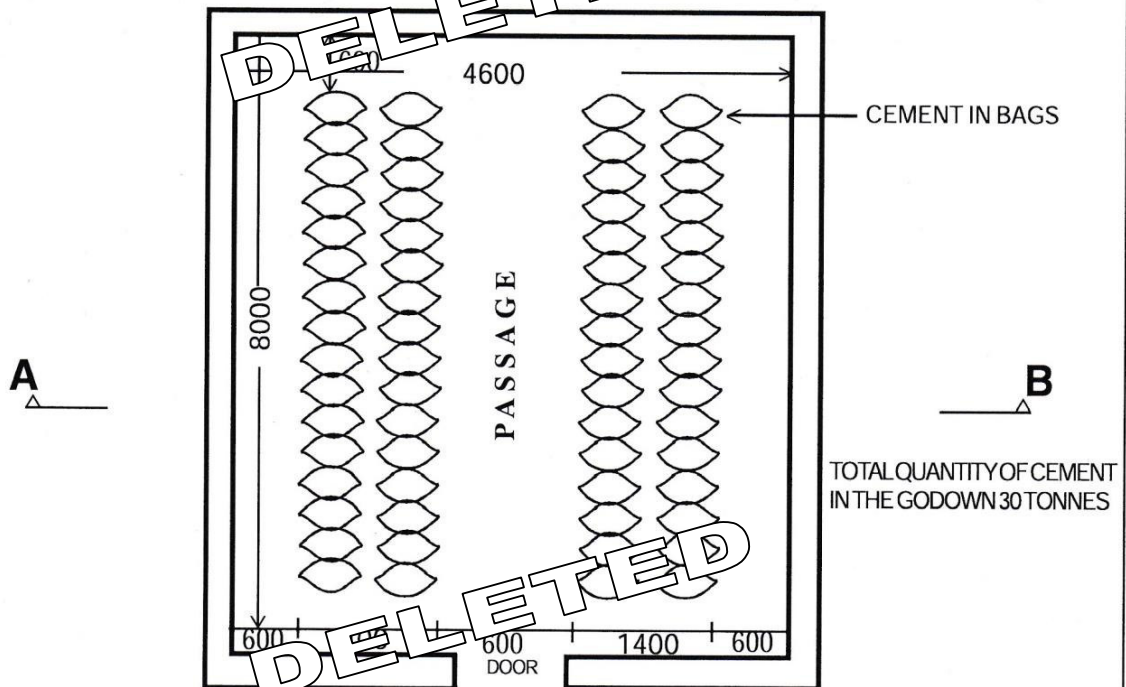 DELETED
600
4600
CEMENT IN BAGS
8000
PASSAGE
A
B
TOTAL QUANTITY OF CEMENT
IN THE GODOWN 30 TONNES
DELETED
600 600 1400 600
DOOR